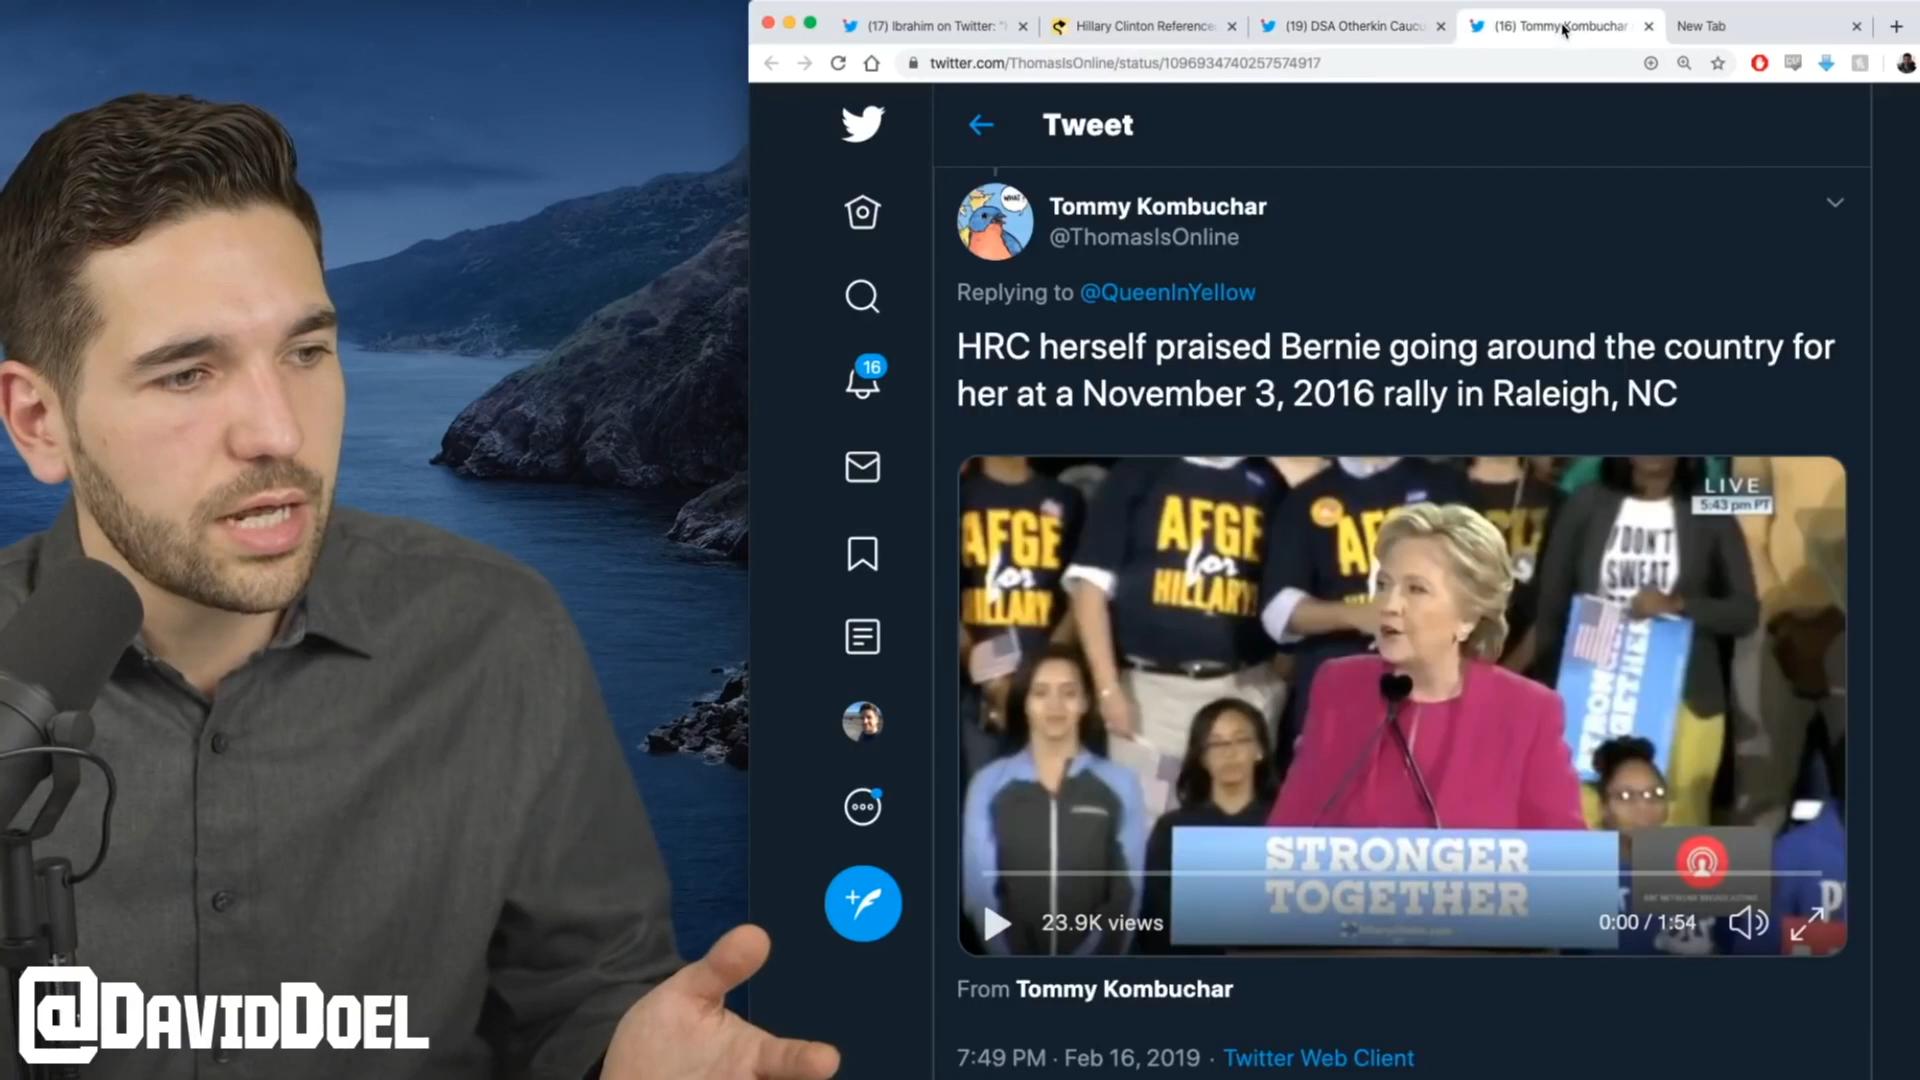 (17) Ibrahim on Twitter: "
Hillary Clinton Reference
(19) DSA Otherkin Caucu
(16) Tommy Kombuchar
New Tab
twitter.com/ThomasIsOnline/status/1096934740257574917
Tweet
WHAT?
Tommy Kombuchar
@ThomasIsOnline
Replying to @QueenInYellow
HRC herself praised Bernie going around the country for
her at a November 3, 2016 rally in Raleigh, NC
16
LIVE
5:43 pm PT
AFGE
for
HILLARY
AFGE
for
HILLARY!
I DON'T
SWEAT
STRONGER
TOGETHER
STRONGER
TOGETHER
23.9K views
0:00 / 1:54
From Tommy Kombuchar
7:49 PM · Feb 16, 2019 · Twitter Web Client
@DAVIDDOEL